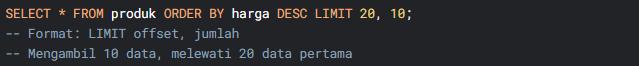 SELECT * FROM produk ORDER BY harga DESC LIMIT 20, 10;
-- Format: LIMIT offset, jumlah
-- Mengambil 10 data, melewati 20 data pertama